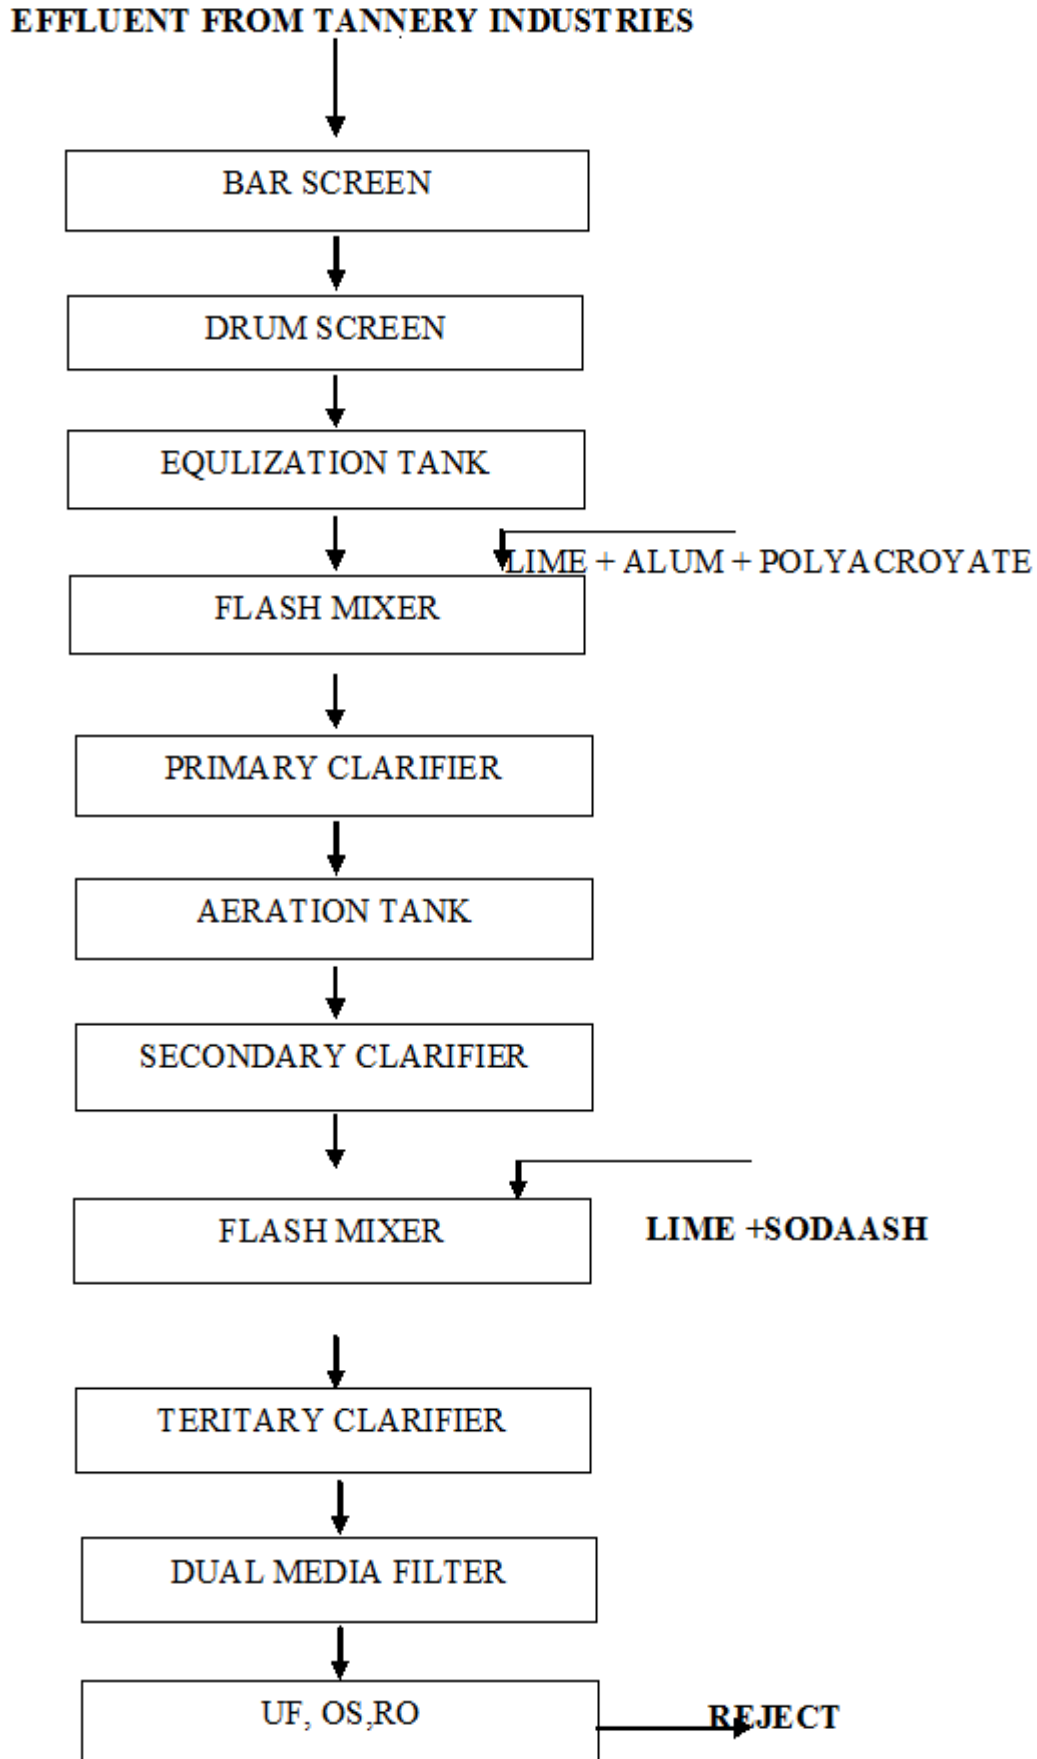 EFFLUENT FROM TANNERY INDUSTRIES
BAR SCREEN
DRUM SCREEN
EQULIZATION TANK
LIME + ALUM + POLYACROYATE
FLASH MIXER
PRIMARY CLARIFIER
AERATION TANK
SECONDARY CLARIFIER
FLASH MIXER
LIME +SODAASH
TERITARY CLARIFIER
DUAL MEDIA FILTER
UF, OS,RO
REJECT